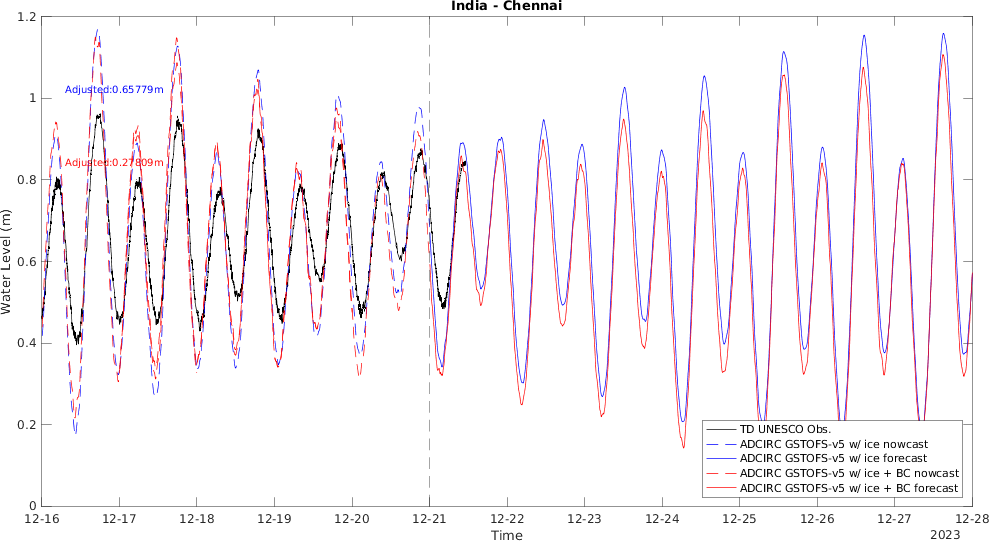 India - Chennai
1.2
1
0.8
0.6
0.4
0.2
0
Water Level (m)
Adjusted:0.65779m
Adjusted:0.27809m
TD UNESCO Obs.
ADCIRC GSTOFS-v5 w/ ice nowcast
ADCIRC GSTOFS-v5 w/ ice forecast
ADCIRC GSTOFS-v5 w/ ice + BC nowcast
ADCIRC GSTOFS-v5 w/ ice + BC forecast
12-16 12-17 12-18 12-19 12-20 12-21 12-22 12-23 12-24 12-25 12-26 12-27 12-28
Time
2023